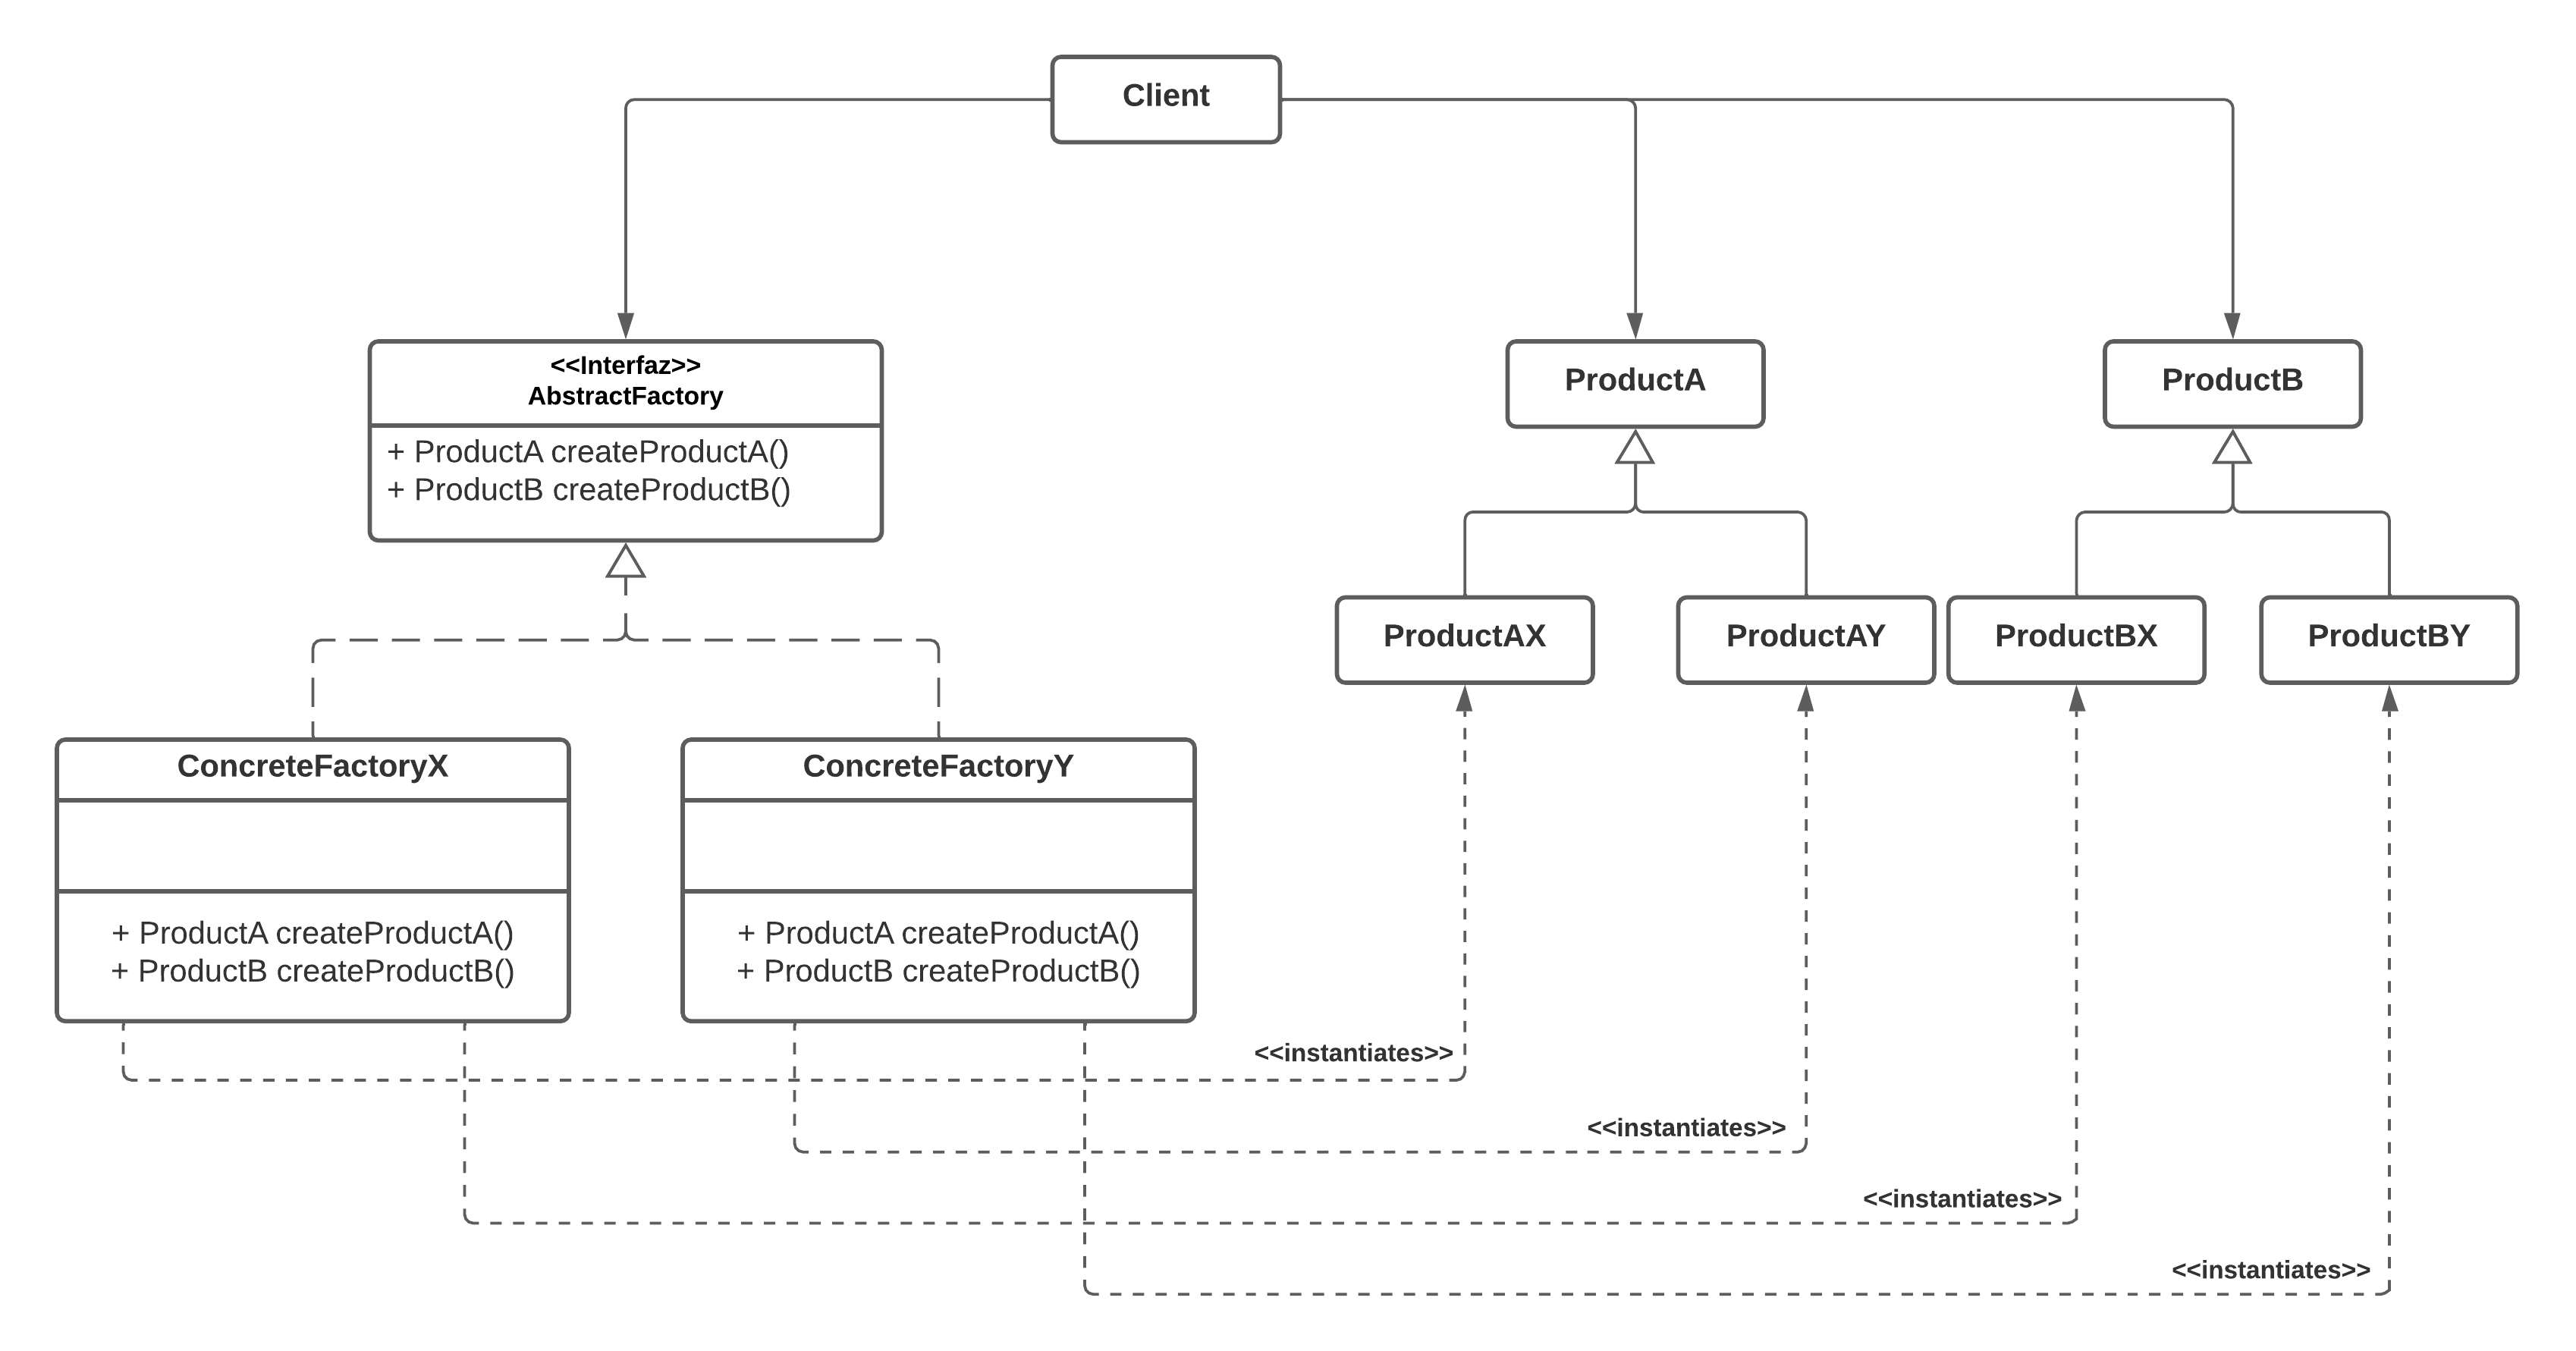 Client
<<Interfaz>>
AbstractFactory
+ ProductA createProductA()
+ ProductB createProductB()
ProductA
ProductB
ProductAX
ProductAY
ProductBX
ProductBY
ConcreteFactoryX
+ ProductA createProductA()
+ ProductB createProductB()
ConcreteFactoryY
+ ProductA createProductA()
+ ProductB createProductB()
<<instantiates>>
<<instantiates>>
<<instantiates>>
<<instantiates>>